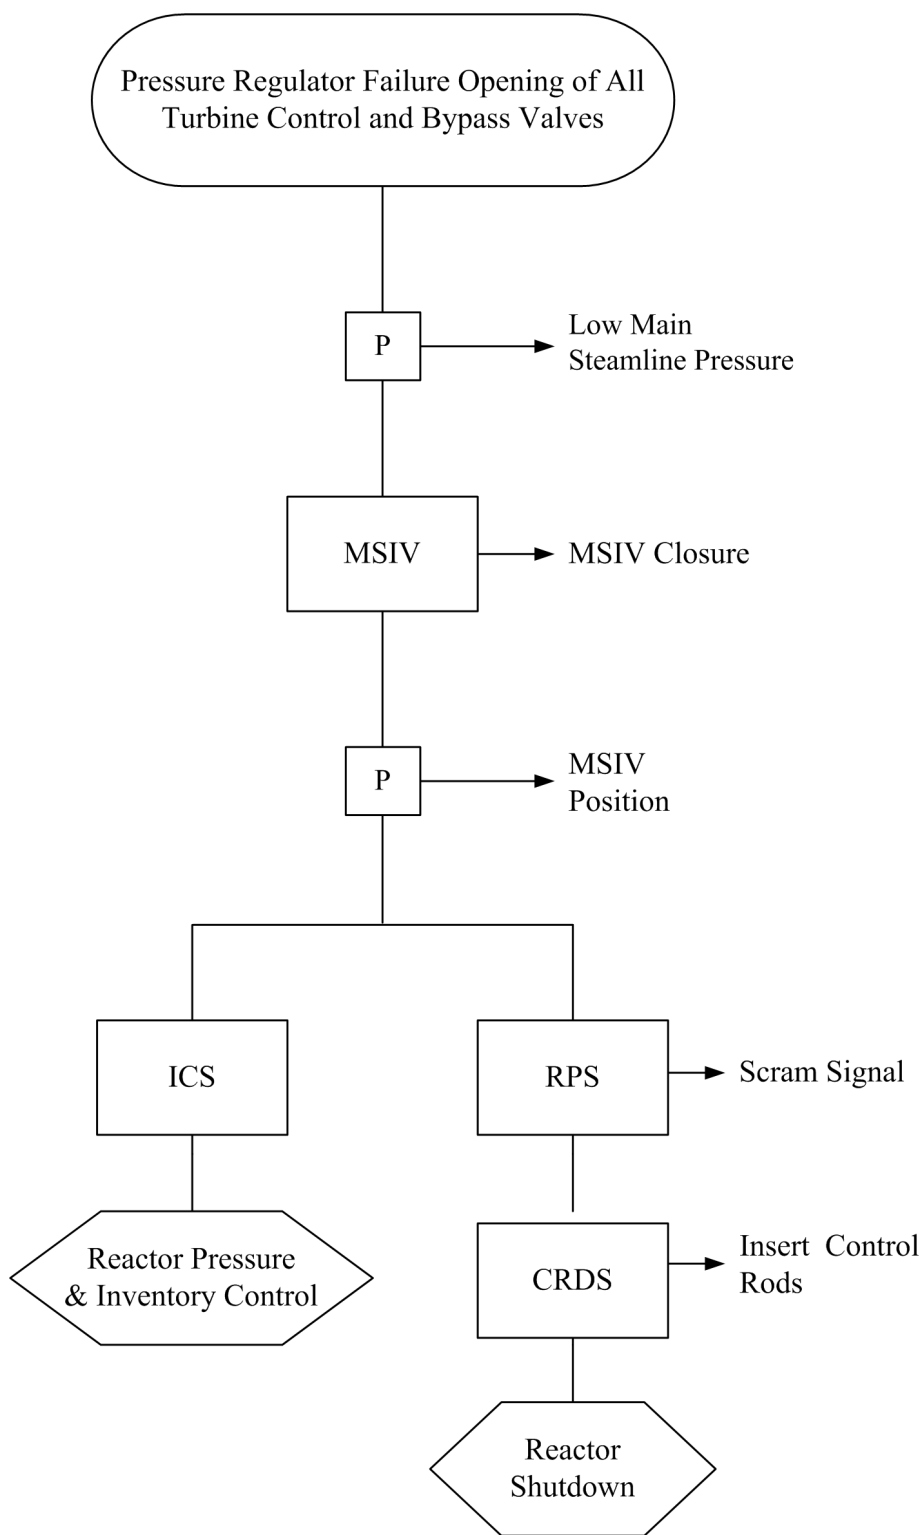 Pressure Regulator Failure Opening of All
Turbine Control and Bypass Valves
P
Low Main
Steamline Pressure
MSIV
MSIV Closure
P
MSIV
Position
ICS
RPS
Scram Signal
Reactor Pressure
& Inventory Control
CRDS
Insert Control
Rods
Reactor
Shutdown